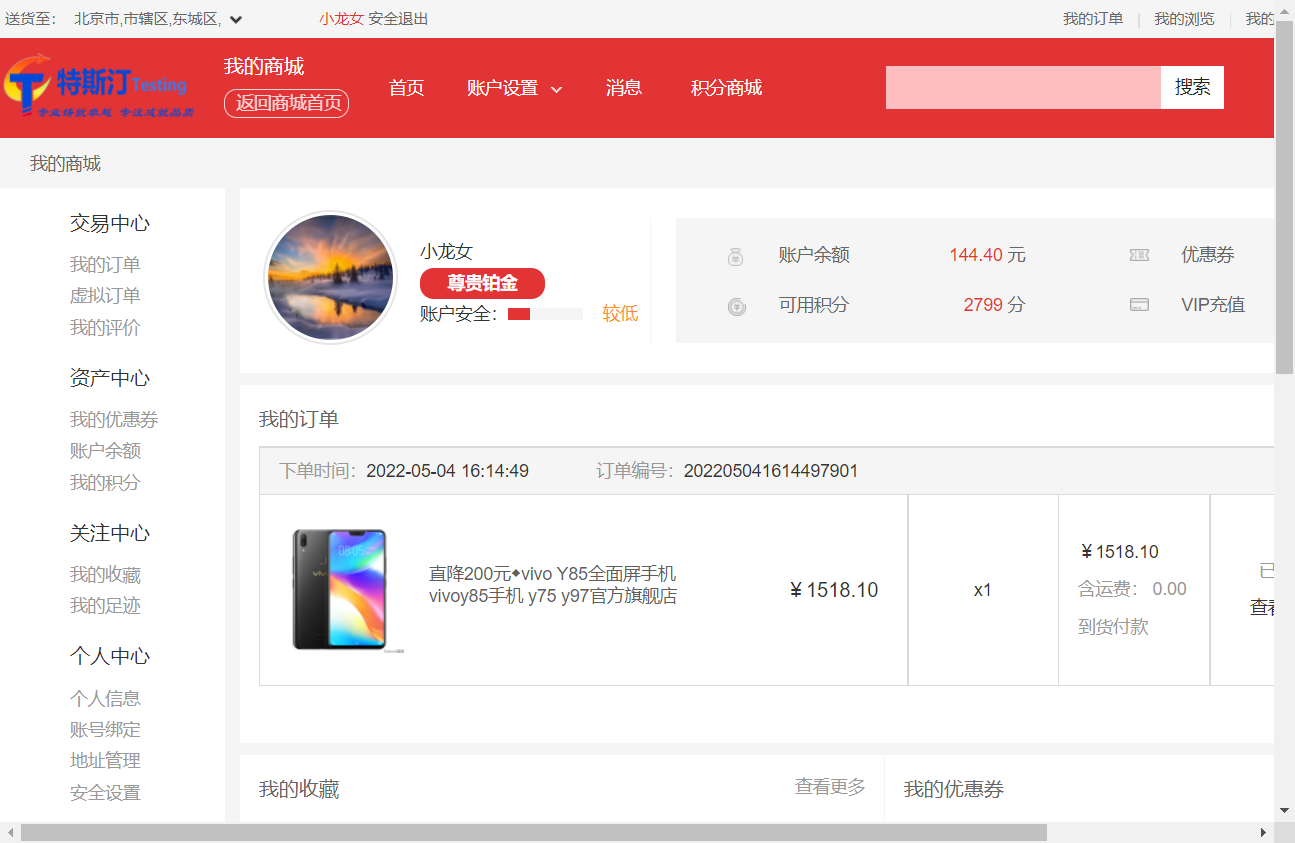 送货至： 北京市,市辖区,东城区,
小龙女 安全退出
我的订单 我的浏览 我的
特斯汀Testing
专业铸就卓越 专注成就品质
我的商城
返回商城首页
首页 账户设置 消息 积分商城
搜索
我的商城
交易中心
我的订单
虚拟订单
我的评价
资产中心
我的优惠券
账户余额
我的积分
关注中心
我的收藏
我的足迹
个人中心
个人信息
账号绑定
地址管理
安全设置
小龙女
尊贵铂金
账户安全： 较低
账户余额 144.40 元 优惠券
可用积分 2799 分 VIP充值
我的订单
下单时间：2022-05-04 16:14:49 订单编号：202205041614497901
直降200元◆vivo Y85全面屏手机
vivoy85手机 y75 y97官方旗舰店
￥1518.10
x1
￥1518.10
含运费： 0.00
到货付款
已
查看
我的收藏 查看更多 我的优惠券